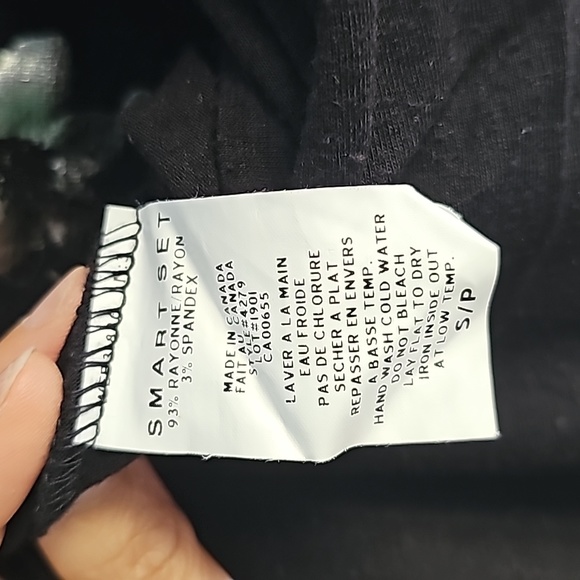 SMART SET
93% RAYONNE/RAYON
3% SPANDEX
MADE IN CANADA
FAIT AU CANADA
STYLE#4279
LOT#1901
CA00655
LAVER A LA MAIN
EAU FROIDE
PAS DE CHLORURE
SECHER A PLAT
REPASSER EN ENVERS
A BASSE TEMP.
HAND WASH COLD WATER
DO NOT BLEACH
LAY FLAT TO DRY
IRON INSIDE OUT
AT LOW TEMP.
S/P